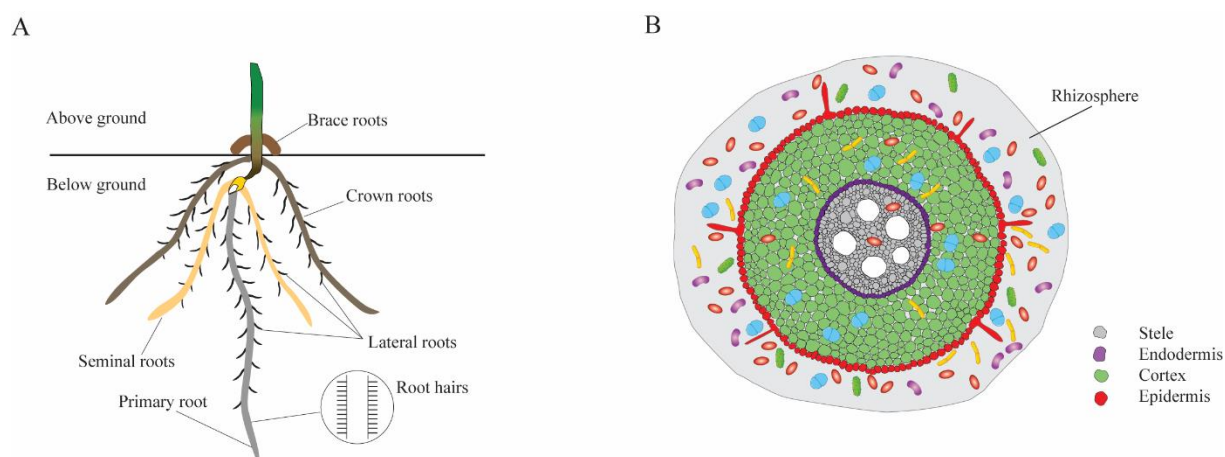 A
Above ground
Brace roots
Below ground
Crown roots
Seminal roots
Lateral roots
Primary root
Root hairs
B
Rhizosphere
Stele
Endodermis
Cortex
Epidermis